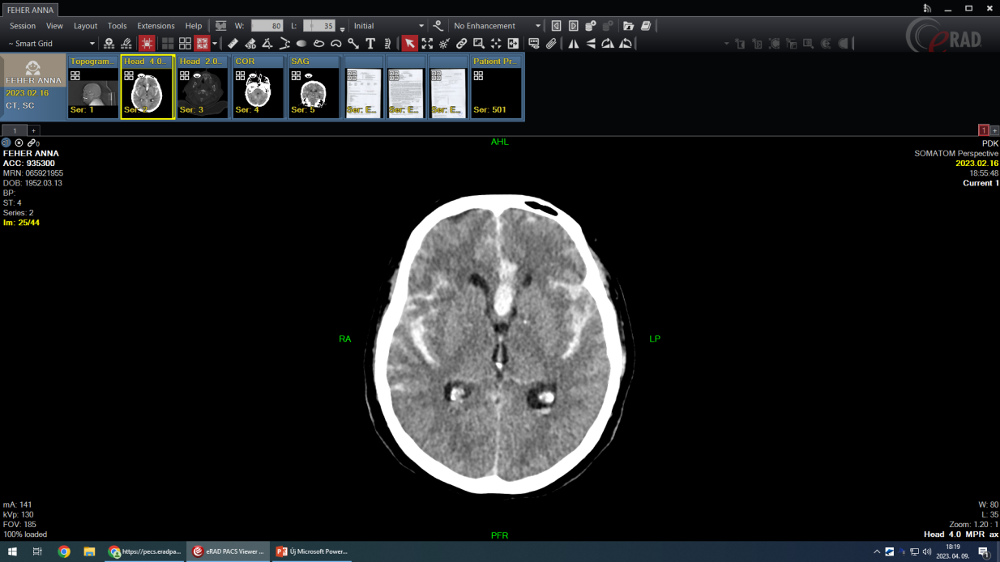 FEHER ANNA
Session View Layout Tools Extensions Help W: 80 L: 35 Initial No Enhancement
~ Smart Grid
eRAD
FEHER ANNA
2023.02.16
CT, SC
Topogram...
Ser: 1
Head 4.0...
Ser: 2
Head 2.0...
Ser: 3
COR
Ser: 4
SAG
Ser: 5
Ser: E...
Ser: E...
Ser: E...
Patient Pr...
Ser: 501
1 +
1 +
0
FEHER ANNA
ACC: 935300
MRN: 065921955
DOB: 1952.03.13
BP:
ST: 4
Series: 2
Im: 25/44
AHL
PDK
SOMATOM Perspective
2023.02.16
18:55:48
Current 1
RA
LP
PFR
mA: 141
kVp: 130
FOV: 185
100% loaded
W: 80
L: 35
Zoom: 1.20 : 1
Head 4.0 MPR ax
https://pecs.eradpa...
eRAD PACS Viewer ...
Új Microsoft Power...
18:19
2023. 04. 09.
1